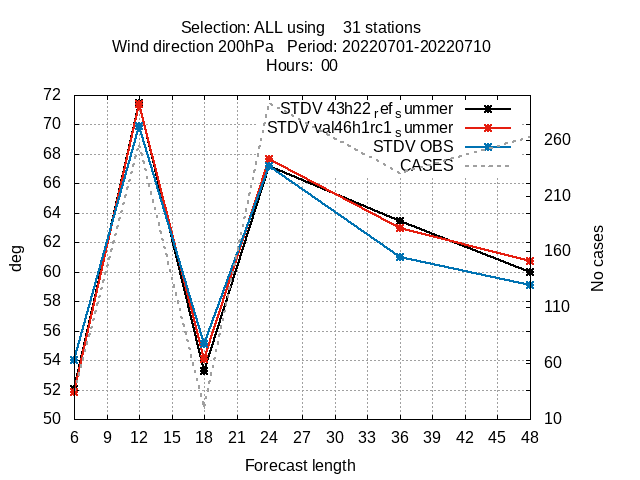 Selection: ALL using    31 stations
Wind direction 200hPa   Period: 20220701-20220710
Hours:  00
STDV 43h22_ref_summer
STDV val46h1rc1_summer
STDV OBS
CASES
deg
72
70
68
66
64
62
60
58
56
54
52
50
260
210
160
110
60
10
No cases
6 9 12 15 18 21 24 27 30 33 36 39 42 45 48
Forecast length